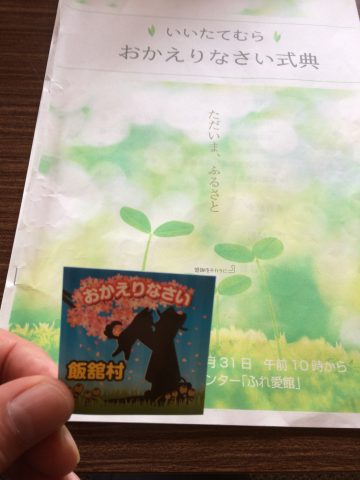 いいたてむら
おかえりなさい式典
ただいま、ふるさと
おかえりなさい
飯舘村
月31日 午前10時から
ンター「ふれ愛館」